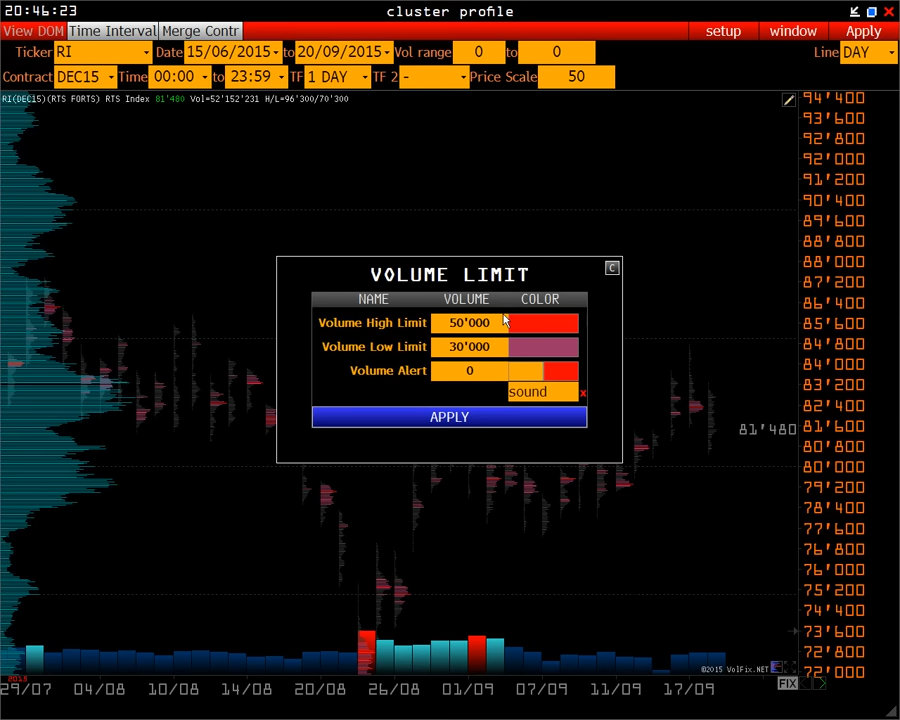 20:46:23
cluster profile
View DOM Time Interval Merge Contr setup window Apply
Ticker RI Date 15/06/2015 to 20/09/2015 Vol range 0 to 0 Line DAY
Contract DEC15 Time 00:00 to 23:59 TF 1 DAY TF 2 - Price Scale 50
RI(DEC15)(RTS FORTS) RTS Index 81'480 Vol=52'152'231 H/L=96'300/70'300
94'400
93'600
92'800
92'000
91'200
90'400
89'600
88'800
88'000
87'200
86'400
85'600
84'800
84'000
83'200
82'400
81'600
80'800
80'000
79'200
78'400
77'600
76'800
76'000
75'200
74'400
73'600
72'800
72'000
81'480
VOLUME LIMIT
C
NAME VOLUME COLOR
Volume High Limit 50'000
Volume Low Limit 30'000
Volume Alert 0
sound x
APPLY
©2015 VolFix.NET
2015
FIX
29/07 04/08 10/08 14/08 20/08 26/08 01/09 07/09 11/09 17/09